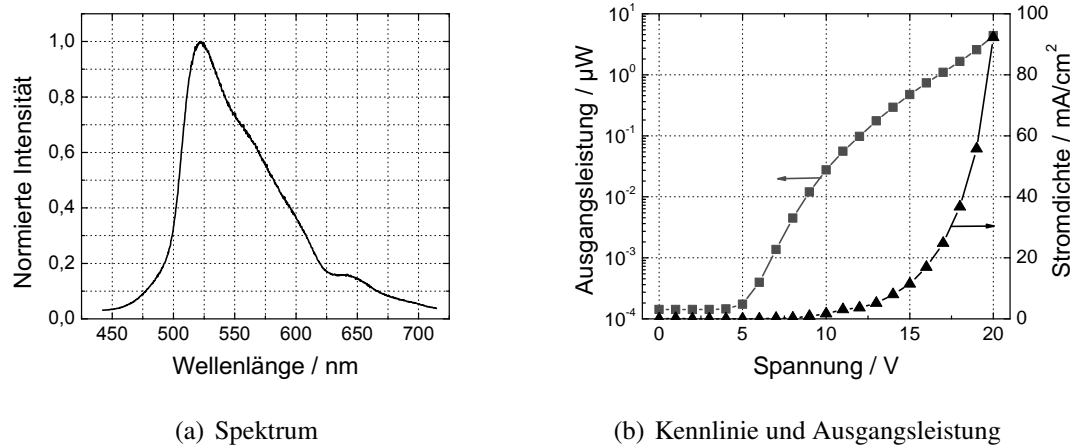 1,0
0,8
0,6
0,4
0,2
0,0
Normierte Intensität
450 500 550 600 650 700
Wellenlänge / nm
(a) Spektrum
10¹
10⁰
10⁻¹
10⁻²
10⁻³
10⁻⁴
Ausgangsleistung / µW
100
80
60
40
20
0
Stromdichte / mA/cm²
0 5 10 15 20
Spannung / V
(b) Kennlinie und Ausgangsleistung